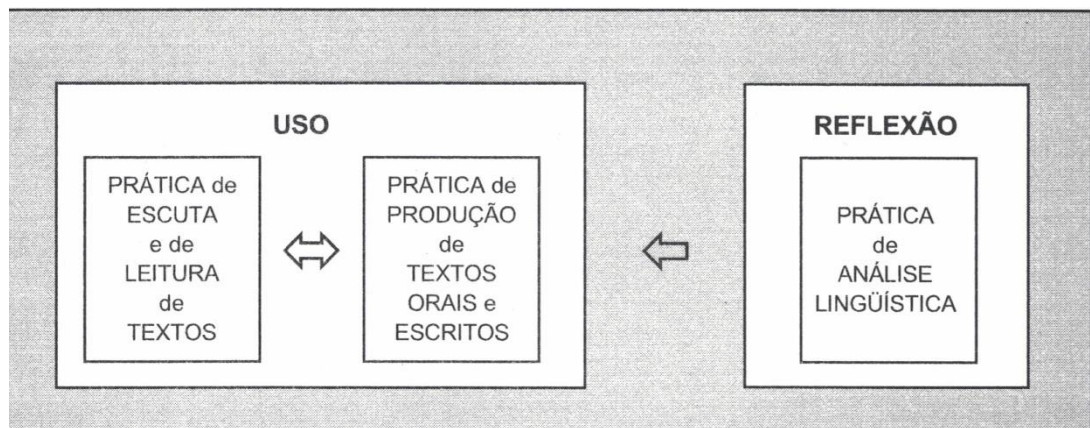 USO
PRÁTICA de
ESCUTA
e de
LEITURA
de
TEXTOS
PRÁTICA de
PRODUÇÃO
de
TEXTOS
ORAIS e
ESCRITOS
REFLEXÃO
PRÁTICA
de
ANÁLISE
LINGÜÍSTICA